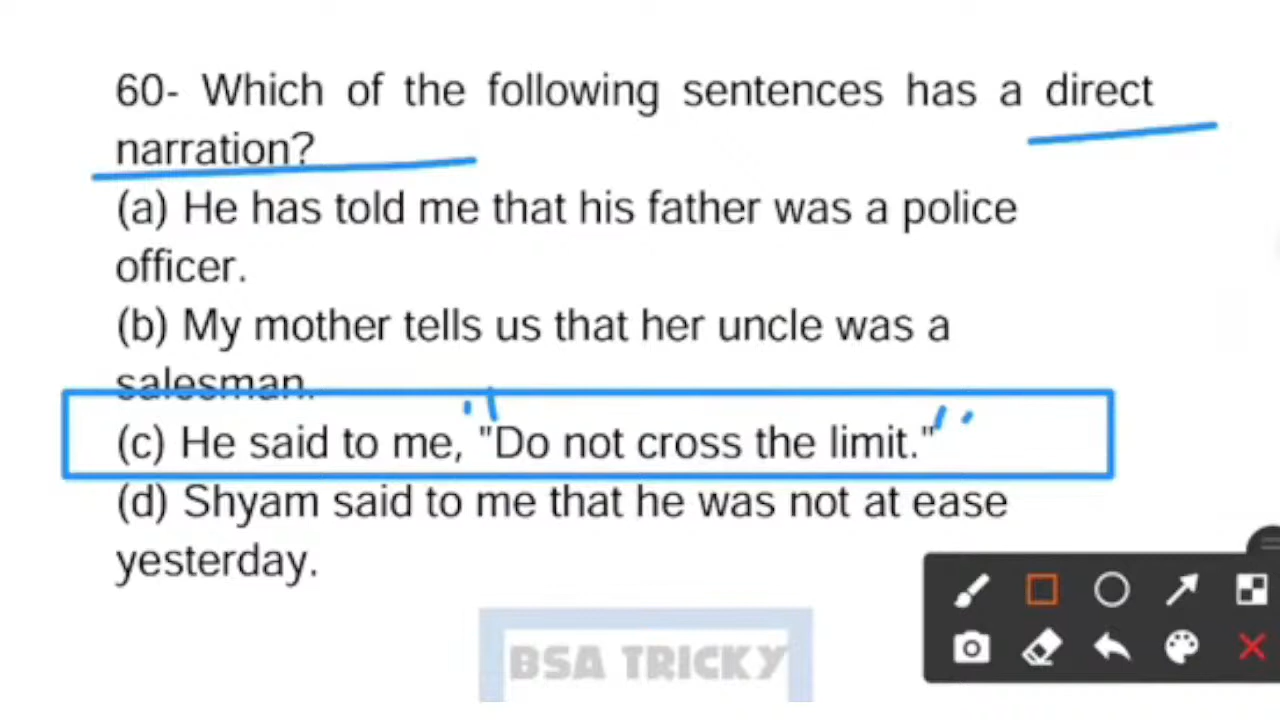 60- Which of the following sentences has a direct
narration?
(a) He has told me that his father was a police
officer.
(b) My mother tells us that her uncle was a
salesman.
(c) He said to me, "Do not cross the limit."
(d) Shyam said to me that he was not at ease
yesterday.
BSA TRICKY